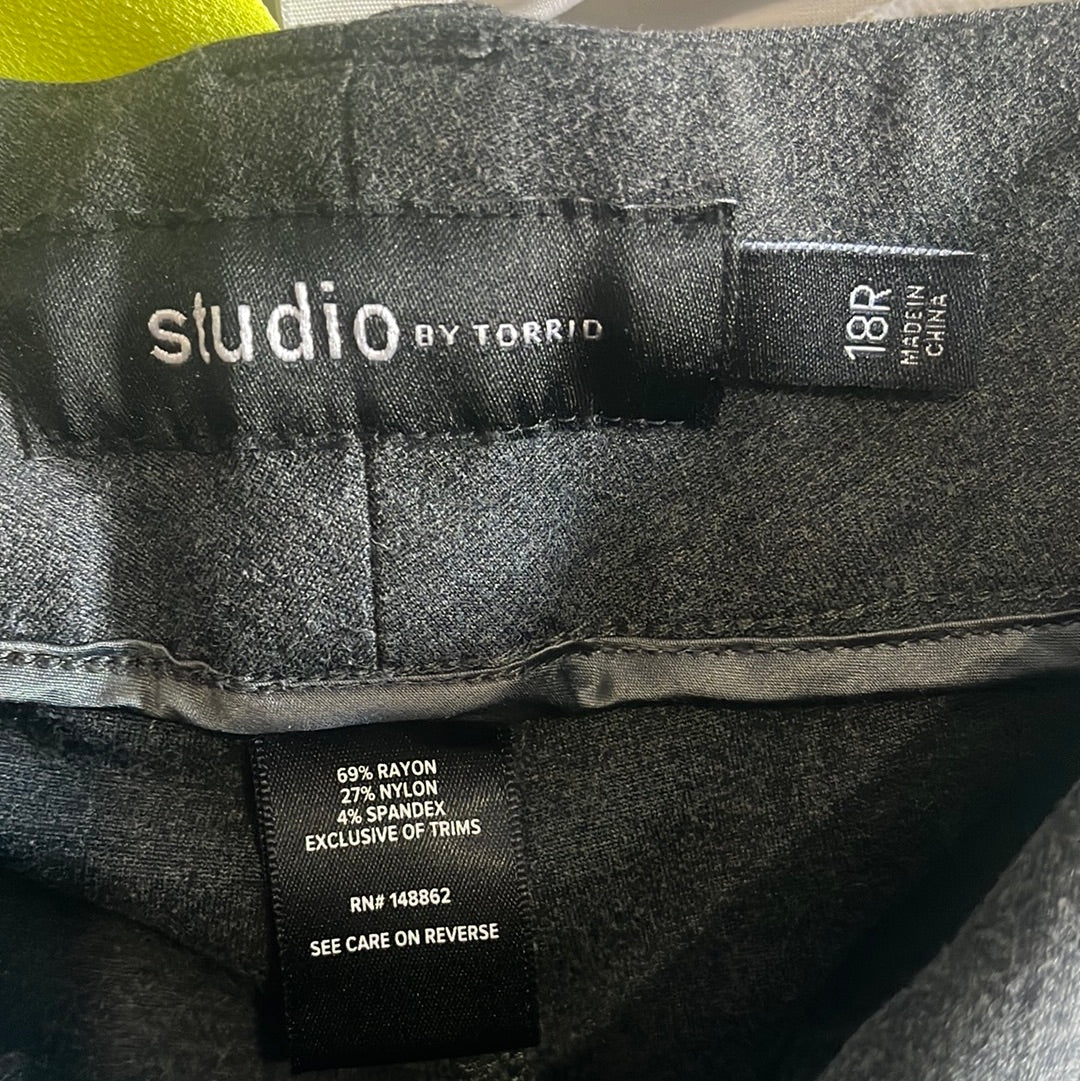 studio BY TORRID
18R
MADE IN
CHINA
69% RAYON
27% NYLON
4% SPANDEX
EXCLUSIVE OF TRIMS
RN# 148862
SEE CARE ON REVERSE